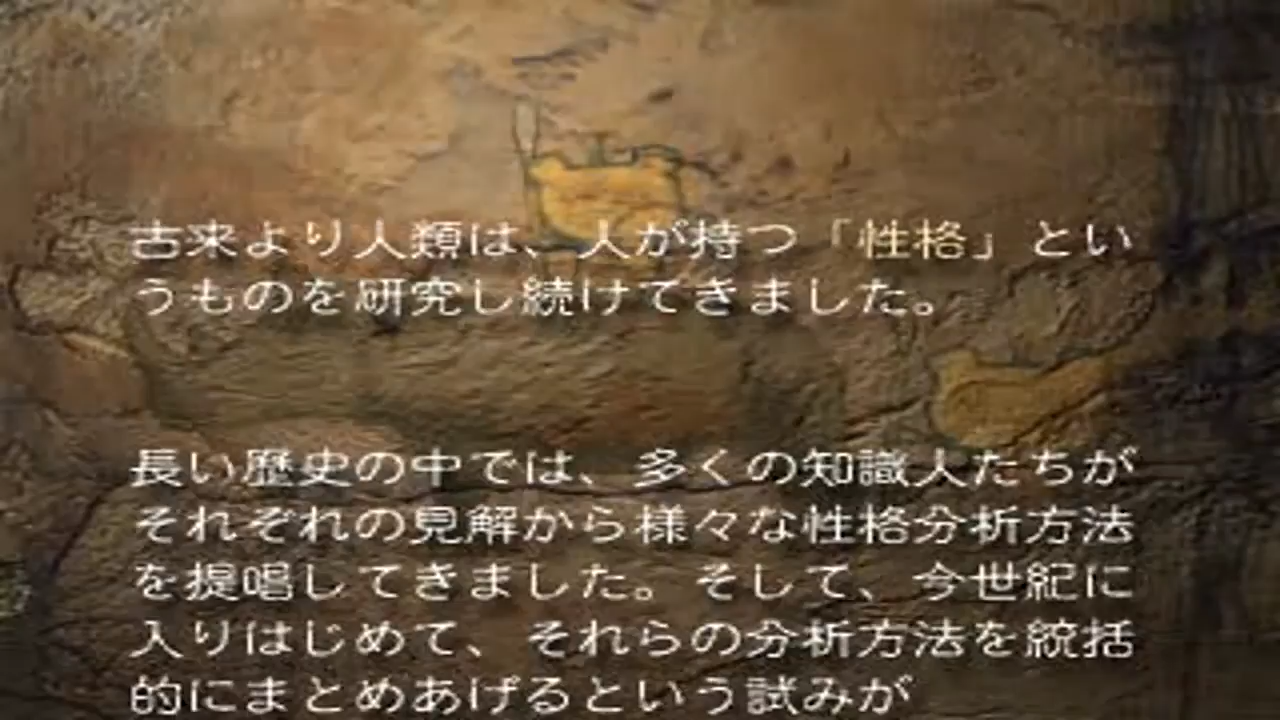 古来より人類は、人が持つ「性格」とい
うものを研究し続けてきました。
長い歴史の中では、多くの知識人たちが
それぞれの見解から様々な性格分析方法
を提唱してきました。そして、今世紀に
入りはじめて、それらの分析方法を統括
的にまとめあげるという試みが